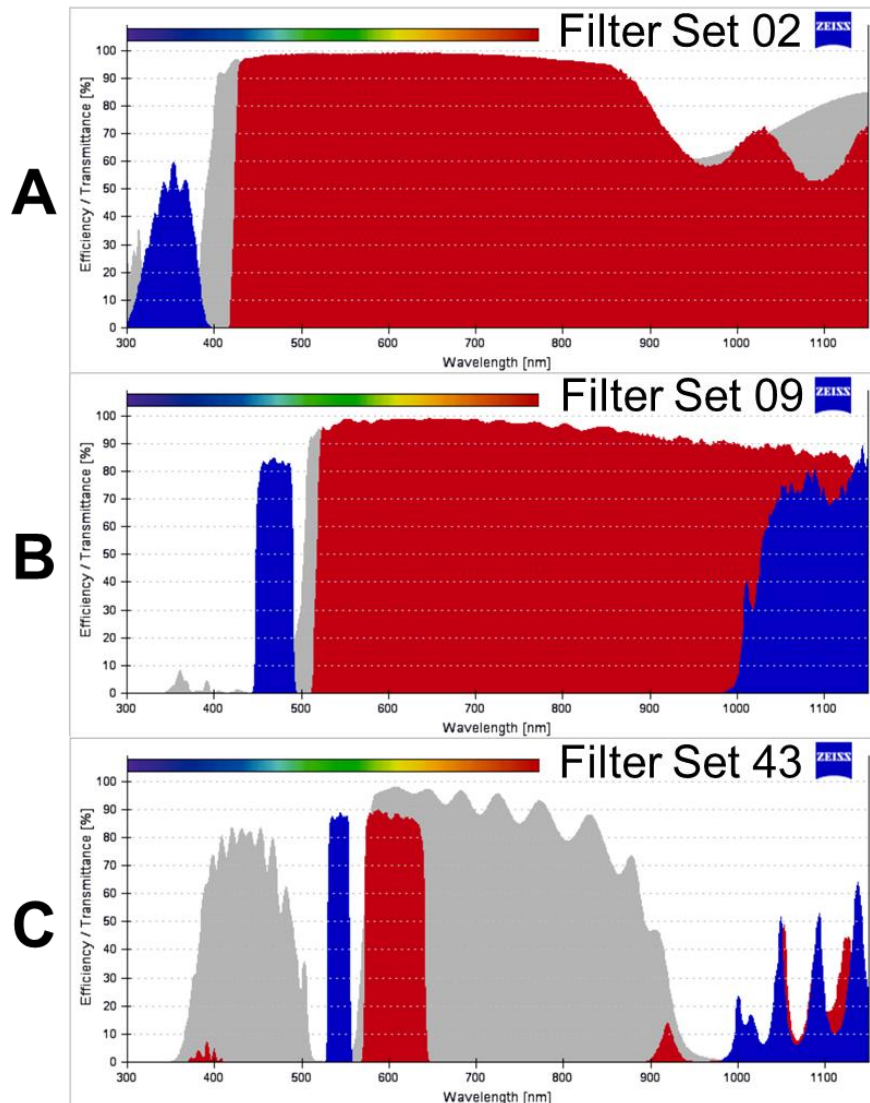 A
Filter Set 02
ZEISS
Efficiency / Transmittance [%]
100
90
80
70
60
50
40
30
20
10
0
300 400 500 600 700 800 900 1000 1100
Wavelength [nm]
B
Filter Set 09
ZEISS
Efficiency / Transmittance [%]
100
90
80
70
60
50
40
30
20
10
0
300 400 500 600 700 800 900 1000 1100
Wavelength [nm]
C
Filter Set 43
ZEISS
Efficiency / Transmittance [%]
100
90
80
70
60
50
40
30
20
10
0
300 400 500 600 700 800 900 1000 1100
Wavelength [nm]